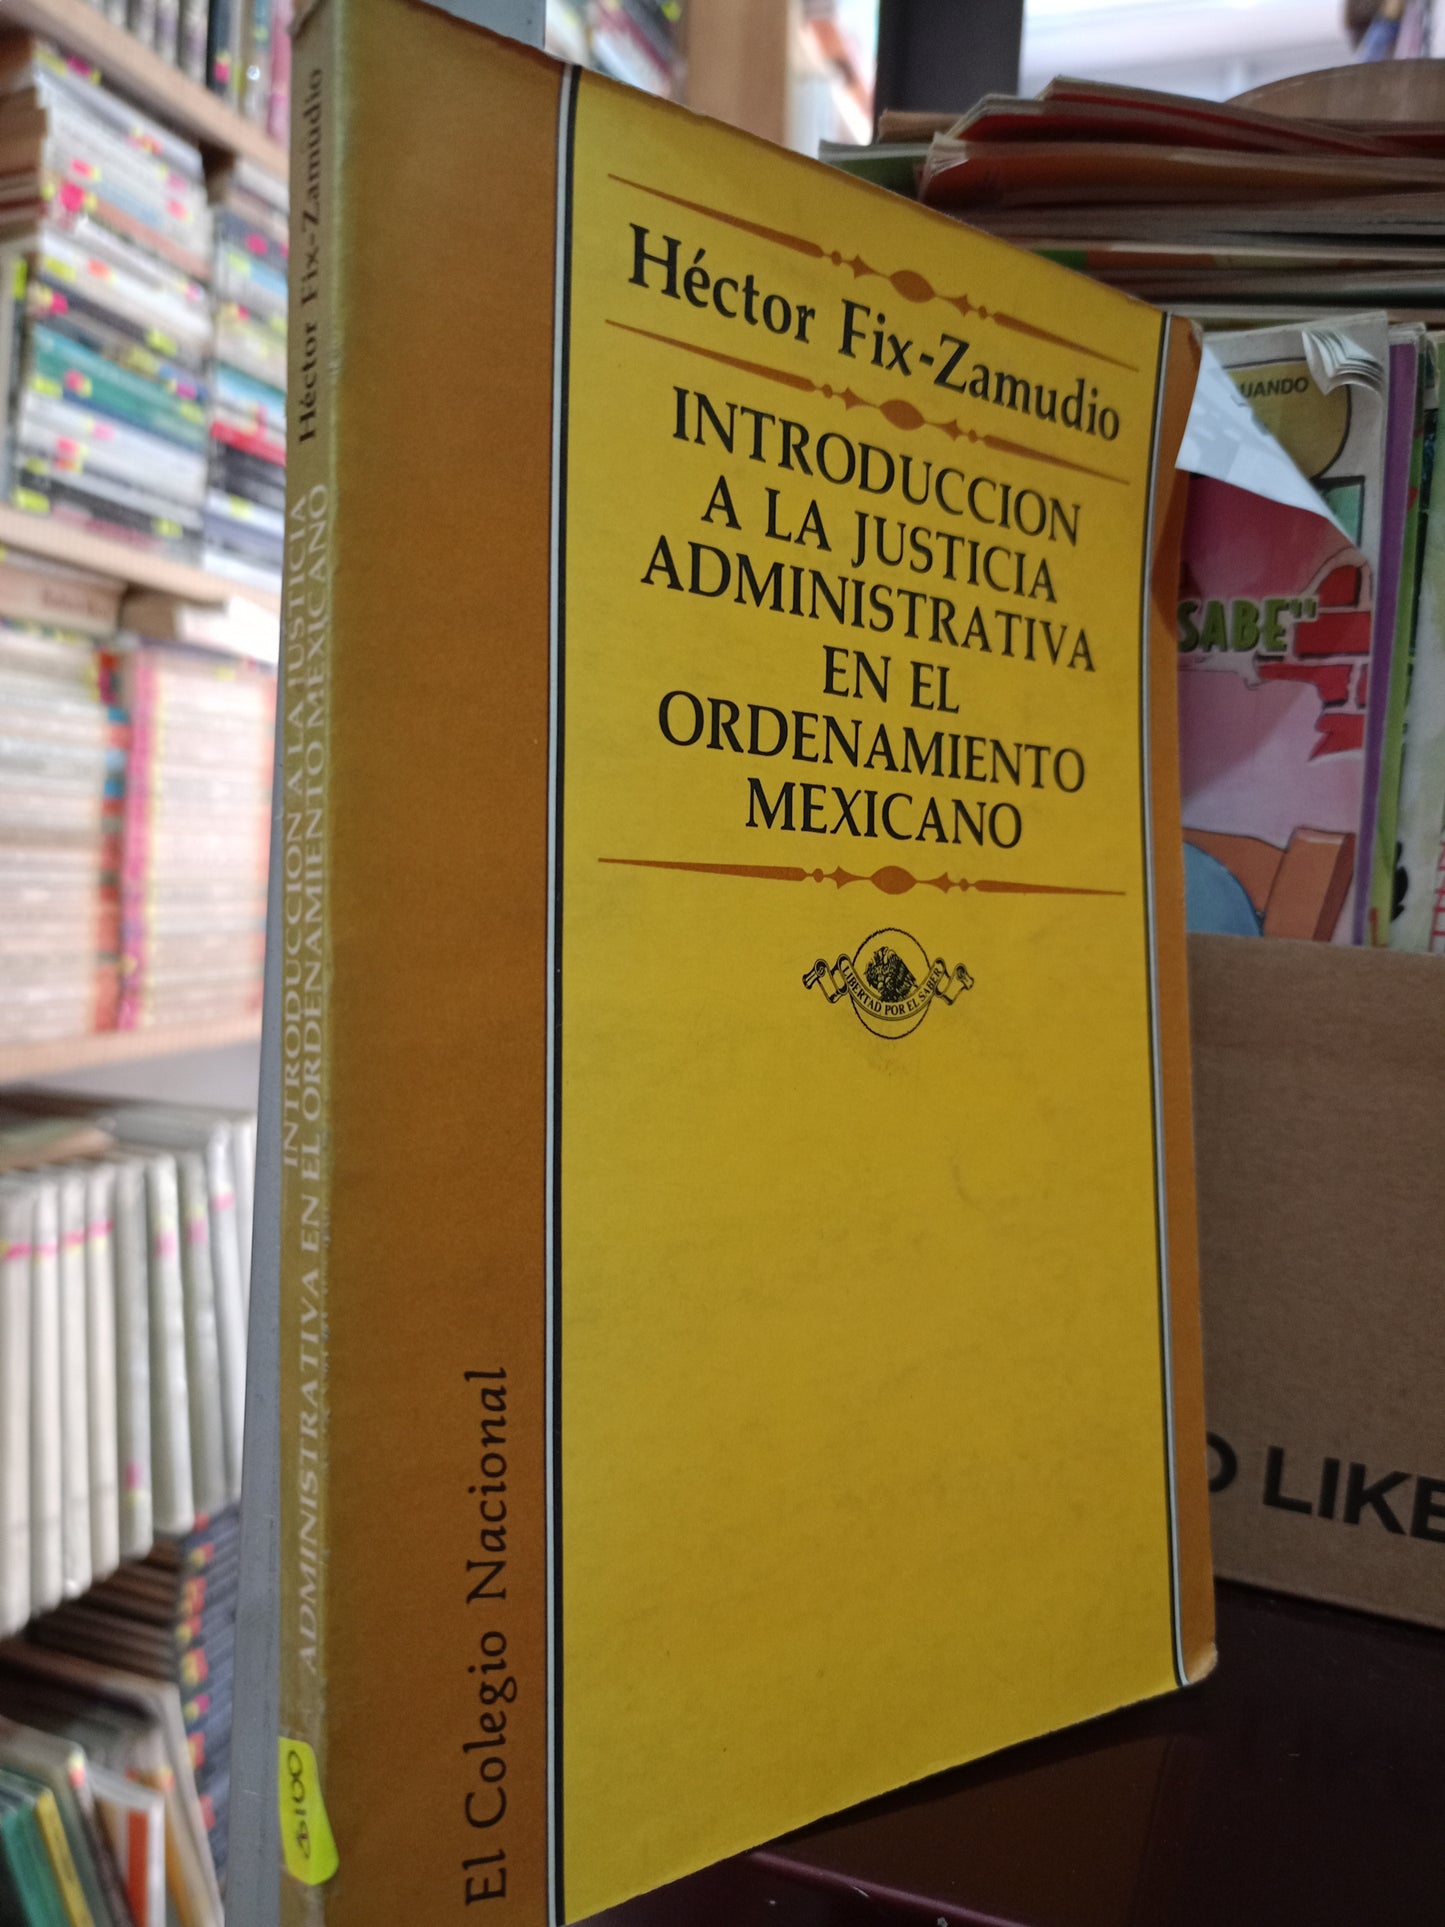 Héctor Fix-Zamudio
INTRODUCCION
A LA JUSTICIA
ADMINISTRATIVA
EN EL
ORDENAMIENTO
MEXICANO
LIBERTAD POR EL SABER
El Colegio Nacional
Héctor Fix-Zamudio
INTRODUCCION A LA JUSTICIA
ADMINISTRATIVA EN EL ORDENAMIENTO MEXICANO
$100
SABE"
LIKE